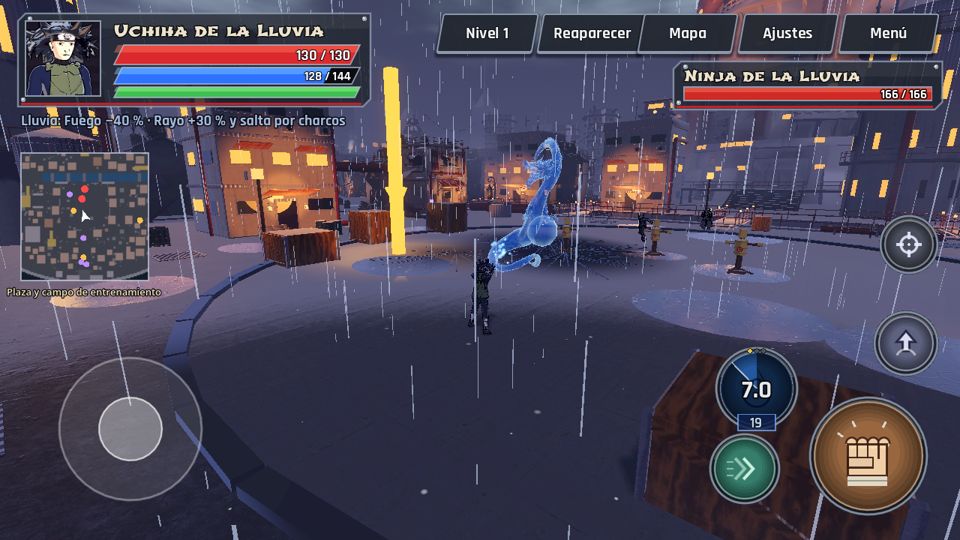 Uchiha de la Lluvia
130 / 130
128 / 144
Lluvia: Fuego −40 % · Rayo +30 % y salta por charcos
Nivel 1
Reaparecer
Mapa
Ajustes
Menú
Ninja de la Lluvia
166 / 166
Plaza y campo de entrenamiento
7.0
19